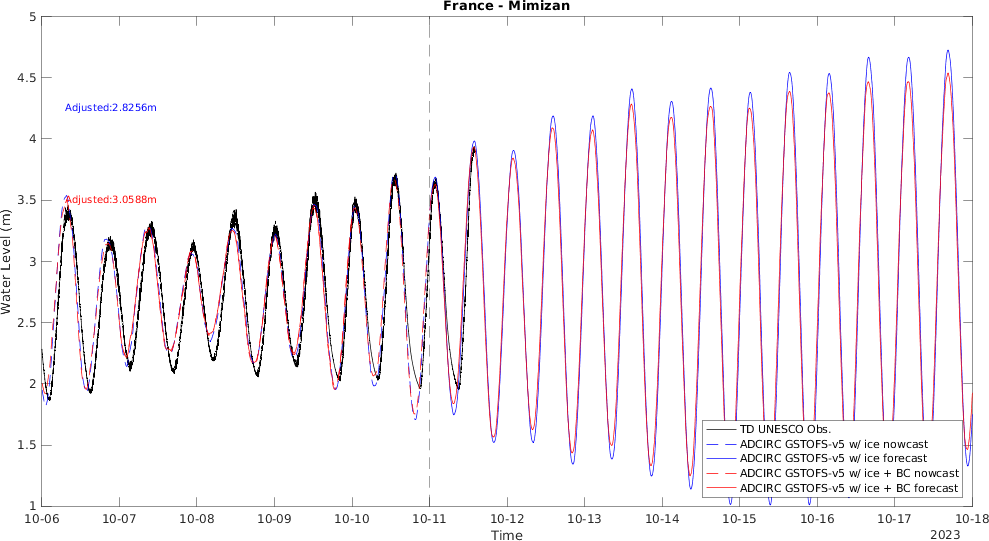 France - Mimizan
5
4.5
4
3.5
3
2.5
2
1.5
1
Water Level (m)
Adjusted:2.8256m
Adjusted:3.0588m
TD UNESCO Obs.
ADCIRC GSTOFS-v5 w/ ice nowcast
ADCIRC GSTOFS-v5 w/ ice forecast
ADCIRC GSTOFS-v5 w/ ice + BC nowcast
ADCIRC GSTOFS-v5 w/ ice + BC forecast
10-06 10-07 10-08 10-09 10-10 10-11 10-12 10-13 10-14 10-15 10-16 10-17 10-18
Time
2023